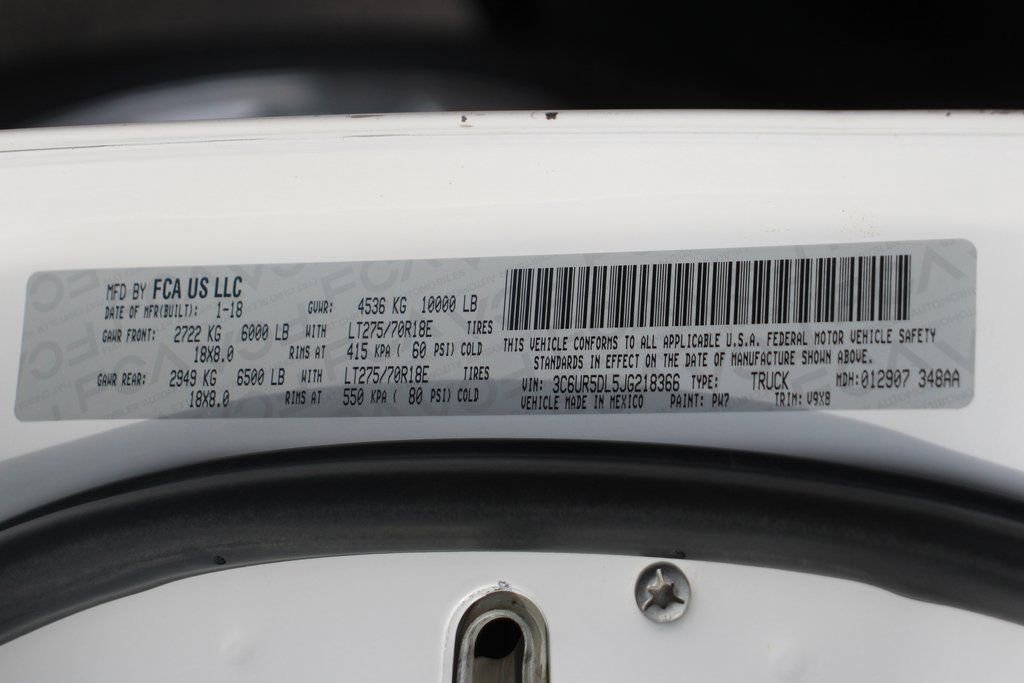 MFD BY FCA US LLC
DATE OF MFR(BUILT): 1-18 GVWR: 4536 KG 10000 LB
GAWR FRONT: 2722 KG 6000 LB WITH LT275/70R18E TIRES
18X8.0 RIMS AT 415 KPA ( 60 PSI) COLD
GAWR REAR: 2949 KG 6500 LB WITH LT275/70R18E TIRES
18X8.0 RIMS AT 550 KPA ( 80 PSI) COLD
THIS VEHICLE CONFORMS TO ALL APPLICABLE U.S.A. FEDERAL MOTOR VEHICLE SAFETY
STANDARDS IN EFFECT ON THE DATE OF MANUFACTURE SHOWN ABOVE.
VIN: 3C6UR5DL5JG218366 TYPE: TRUCK MDH: 012907 348AA
VEHICLE MADE IN MEXICO PAINT: PW7 TRIM: V9X8